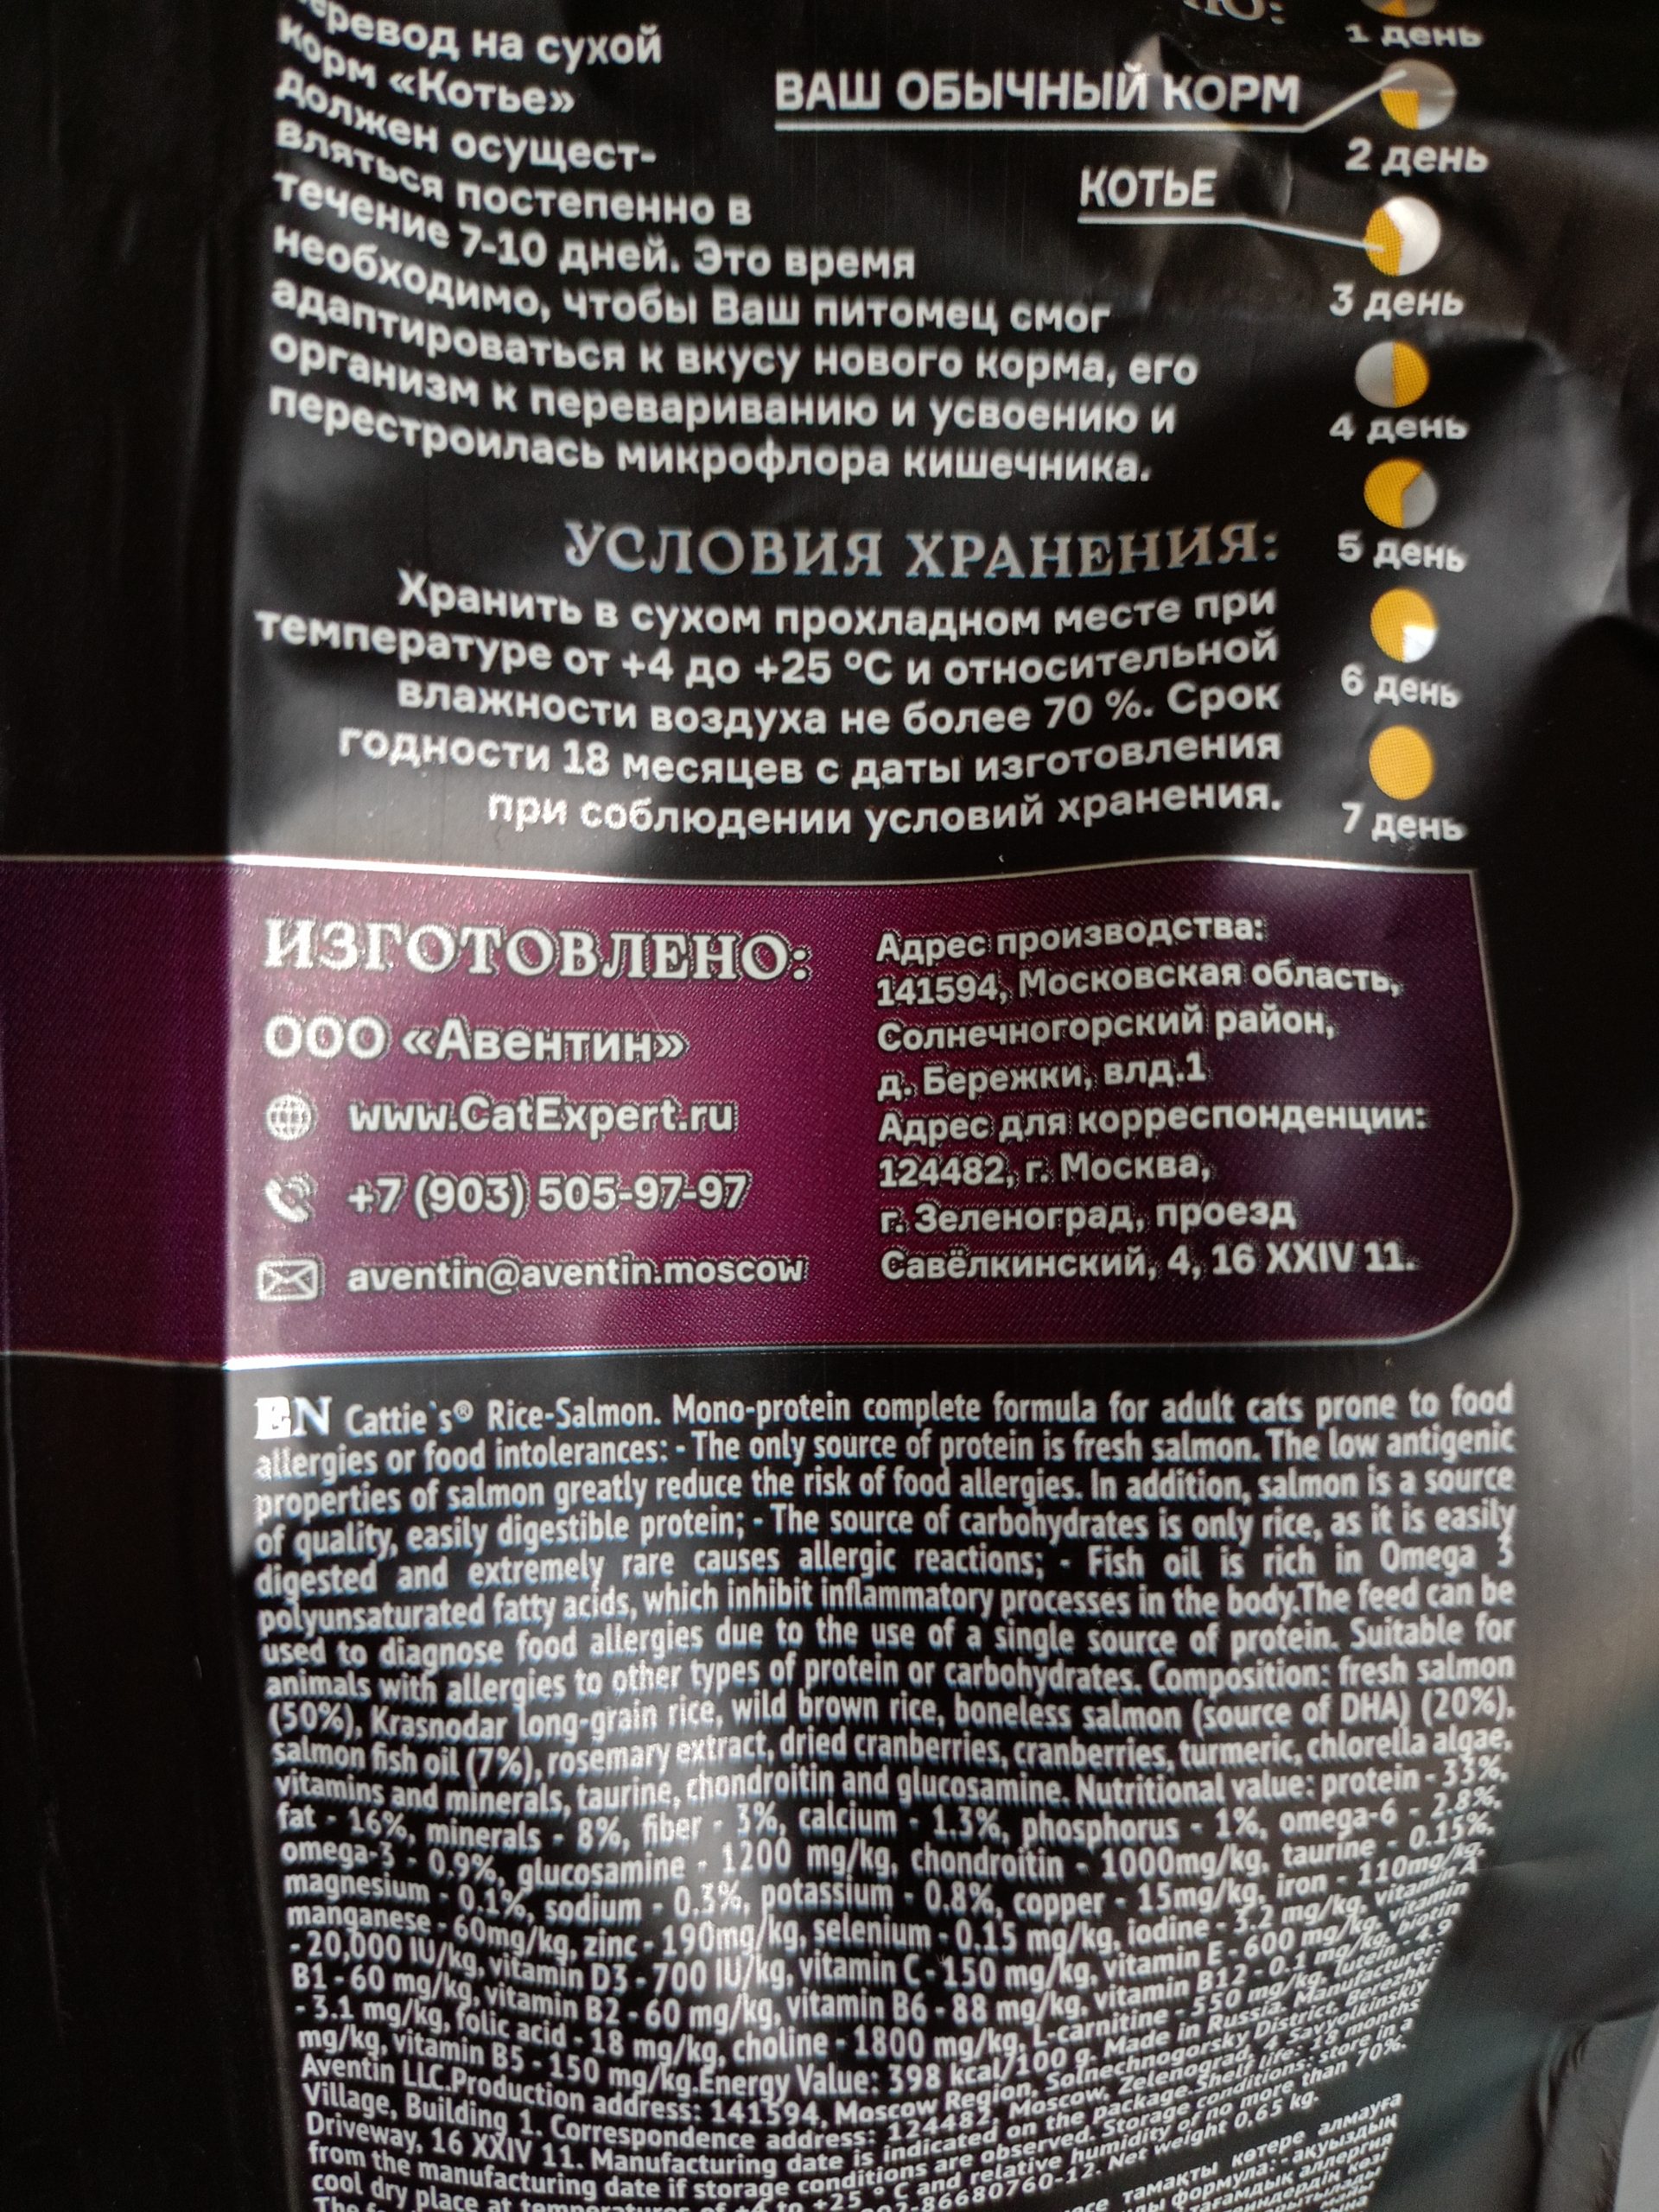 ревод на сухой
корм «Котье»
должен осущест-
вляться постепенно в
течение 7-10 дней. Это время
необходимо, чтобы Ваш питомец смог
адаптироваться к вкусу нового корма, его
организм к перевариванию и усвоению и
перестроилась микрофлора кишечника.
1 день
ВАШ ОБЫЧНЫЙ КОРМ
2 день
КОТЬЕ
3 день
4 день
5 день
6 день
7 день
УСЛОВИЯ ХРАНЕНИЯ:
Хранить в сухом прохладном месте при
температуре от +4 до +25 °С и относительной
влажности воздуха не более 70 %. Срок
годности 18 месяцев с даты изготовления
при соблюдении условий хранения.
ИЗГОТОВЛЕНО:
ООО «Авентин»
www.CatExpert.ru
+7 (903) 505-97-97
aventin@aventin.moscow
Адрес производства:
141594, Московская область,
Солнечногорский район,
д. Бережки, влд.1
Адрес для корреспонденции:
124482, г. Москва,
г. Зеленоград, проезд
Савёлкинский, 4, 16 XXIV 11.
EN Cattie`s® Rice-Salmon. Mono-protein complete formula for adult cats prone to food
allergies or food intolerances: - The only source of protein is fresh salmon. The low antigenic
properties of salmon greatly reduce the risk of food allergies. In addition, salmon is a source
of quality, easily digestible protein; - The source of carbohydrates is only rice, as it is easily
digested and extremely rare causes allergic reactions; - Fish oil is rich in Omega 3
polyunsaturated fatty acids, which inhibit inflammatory processes in the body.The feed can be
used to diagnose food allergies due to the use of a single source of protein. Suitable for
animals with allergies to other types of protein or carbohydrates. Composition: fresh salmon
(50%), Krasnodar long-grain rice, wild brown rice, boneless salmon (source of DHA) (20%),
salmon fish oil (7%), rosemary extract, dried cranberries, cranberries, turmeric, chlorella algae,
vitamins and minerals, taurine, chondroitin and glucosamine. Nutritional value: protein - 33%,
fat - 16%, minerals - 8%, fiber - 3%, calcium - 1.3%, phosphorus - 1%, omega-6 - 2.8%,
omega-3 - 0.9%, glucosamine - 1200 mg/kg, chondroitin - 1000mg/kg, taurine - 0.15%,
magnesium - 0.1%, sodium - 0.3%, potassium - 0.8%, copper - 15mg/kg, iron - 110mg/kg,
manganese - 60mg/kg, zinc - 190mg/kg, selenium - 0.15 mg/kg, iodine - 3.2 mg/kg, vitamin A
- 20,000 IU/kg, vitamin D3 - 700 IU/kg, vitamin C - 150 mg/kg, vitamin E - 600 mg/kg, vitamin
B1 - 60 mg/kg, vitamin B2 - 60 mg/kg, vitamin B6 - 88 mg/kg, vitamin B12 - 0.1 mg/kg, biotin
- 3.1 mg/kg, folic acid - 18 mg/kg, choline - 1800 mg/kg, L-carnitine - 550 mg/kg, lutein - 4.9
mg/kg, vitamin B5 - 150 mg/kg.Energy Value: 398 kcal/100 g. Made in Russia. Manufacturer:
Aventin LLC.Production address: 141594, Moscow Region, Solnechnogorsky District, Berezhki
Village, Building 1. Correspondence address: 124482, Moscow, Zelenograd, 4 Savyolkinskiy
Driveway, 16 XXIV 11. Manufacturing date is indicated on the package.Shelf life: 18 months
from the manufacturing date if storage conditions are observed. Storage conditions: store in a
cool dry place at temperatures of +4 to +25 °C and relative humidity of no more than 70%.
86680760-12. Net weight 0.65 kg.
тамақты көтере алмауға
формула: - ақуыздың
тағамдық аллергия